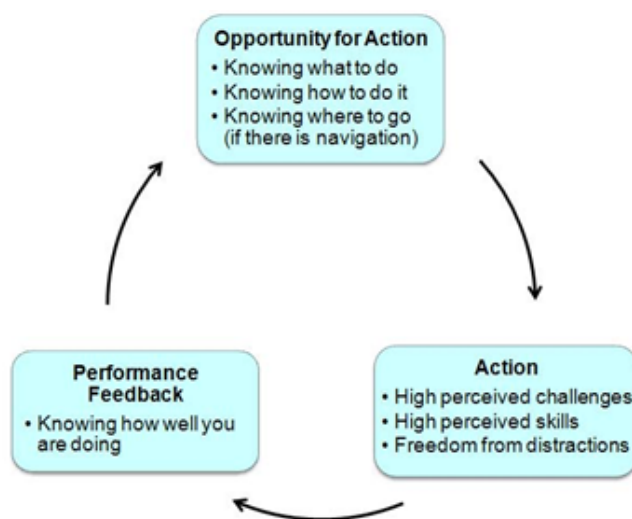 Opportunity for Action
• Knowing what to do
• Knowing how to do it
• Knowing where to go
(if there is navigation)
Performance
Feedback
• Knowing how well you
are doing
Action
• High perceived challenges
• High perceived skills
• Freedom from distractions